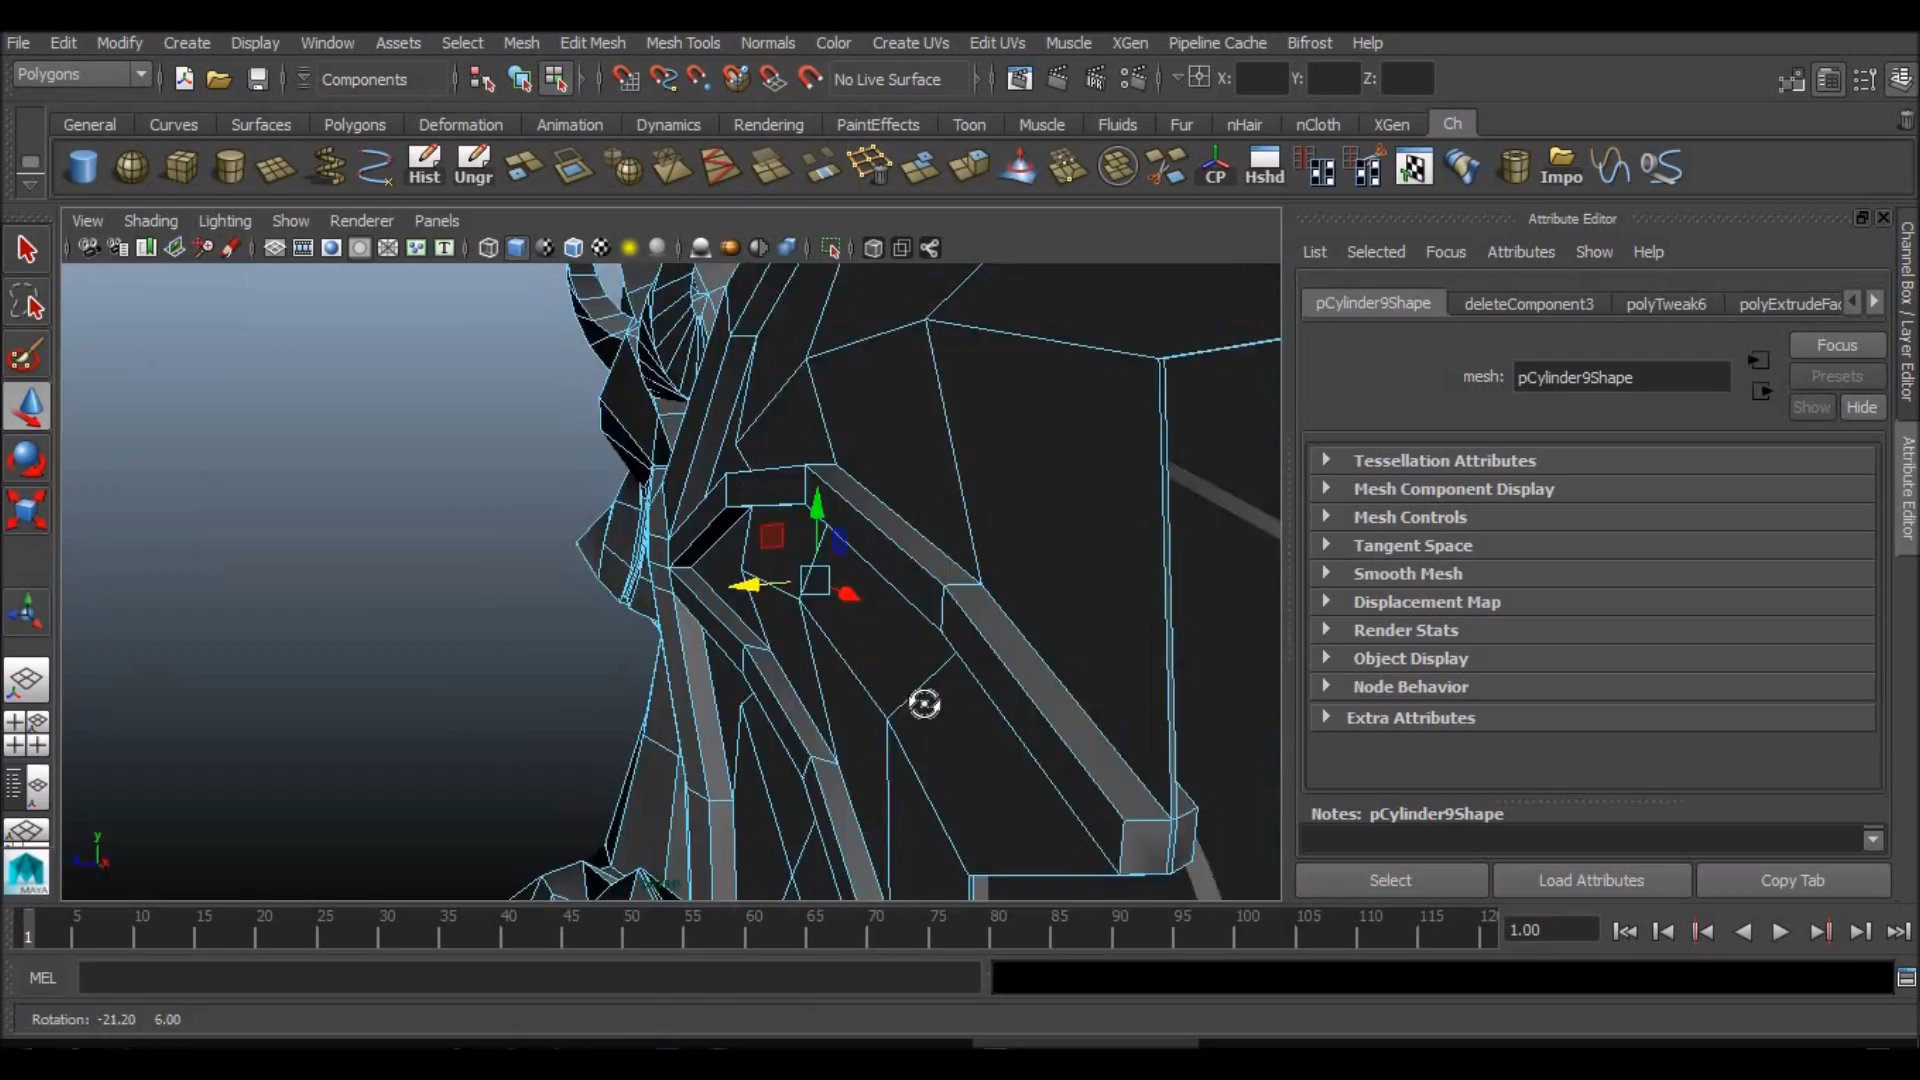 File Edit Modify Create Display Window Assets Select Mesh Edit Mesh Mesh Tools Normals Color Create UVs Edit UVs Muscle XGen Pipeline Cache Bifrost Help
Polygons Components No Live Surface X: Y: Z:
General Curves Surfaces Polygons Deformation Animation Dynamics Rendering PaintEffects Toon Muscle Fluids Fur nHair nCloth XGen Ch
Hist Ungr CP Hshd Impo
View Shading Lighting Show Renderer Panels
Attribute Editor
List Selected Focus Attributes Show Help
pCylinder9Shape deleteComponent3 polyTweak6 polyExtrudeFac
Focus
mesh: pCylinder9Shape
Presets
Show Hide
Tessellation Attributes
Mesh Component Display
Mesh Controls
Tangent Space
Smooth Mesh
Displacement Map
Render Stats
Object Display
Node Behavior
Extra Attributes
Notes: pCylinder9Shape
Select Load Attributes Copy Tab
Channel Box / Layer Editor
Attribute Editor
y
x
MAYA
5 10 15 20 25 30 35 40 45 50 55 60 65 70 75 80 85 90 95 100 105 110 115 12
1
1.00
MEL
Rotation: -21.20 6.00